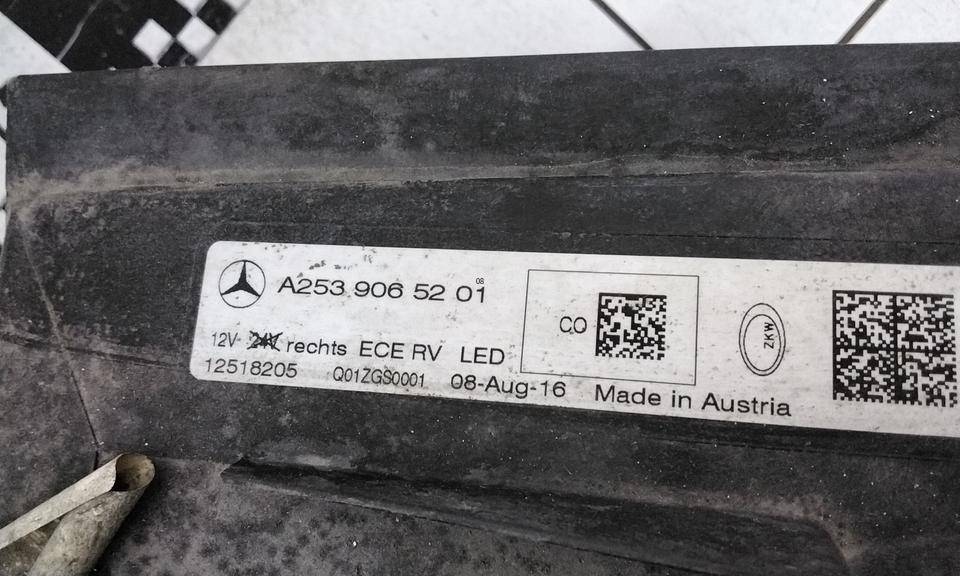 A253 906 52 01 08
CO
ZKW
12V 24V rechts ECE RV LED
12518205 Q01ZGS0001 08-Aug-16 Made in Austria